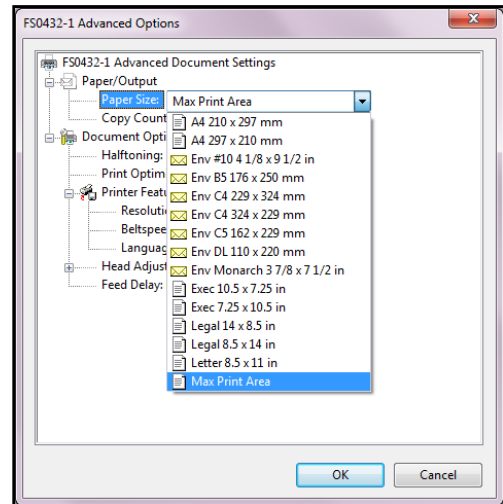 FS0432-1 Advanced Options
FS0432-1 Advanced Document Settings
Paper/Output
Paper Size: Max Print Area
Copy Count
A4 210 x 297 mm
A4 297 x 210 mm
Document Opti
Halftoning:
Env #10 4 1/8 x 9 1/2 in
Print Optim
Env B5 176 x 250 mm
Printer Featu
Env C4 229 x 324 mm
Resoluti
Env C4 324 x 229 mm
Beltspee
Env C5 162 x 229 mm
Languag
Env DL 110 x 220 mm
Head Adjust
Env Monarch 3 7/8 x 7 1/2 in
Feed Delay:
Exec 10.5 x 7.25 in
Exec 7.25 x 10.5 in
Legal 14 x 8.5 in
Legal 8.5 x 14 in
Letter 8.5 x 11 in
Max Print Area
OK Cancel